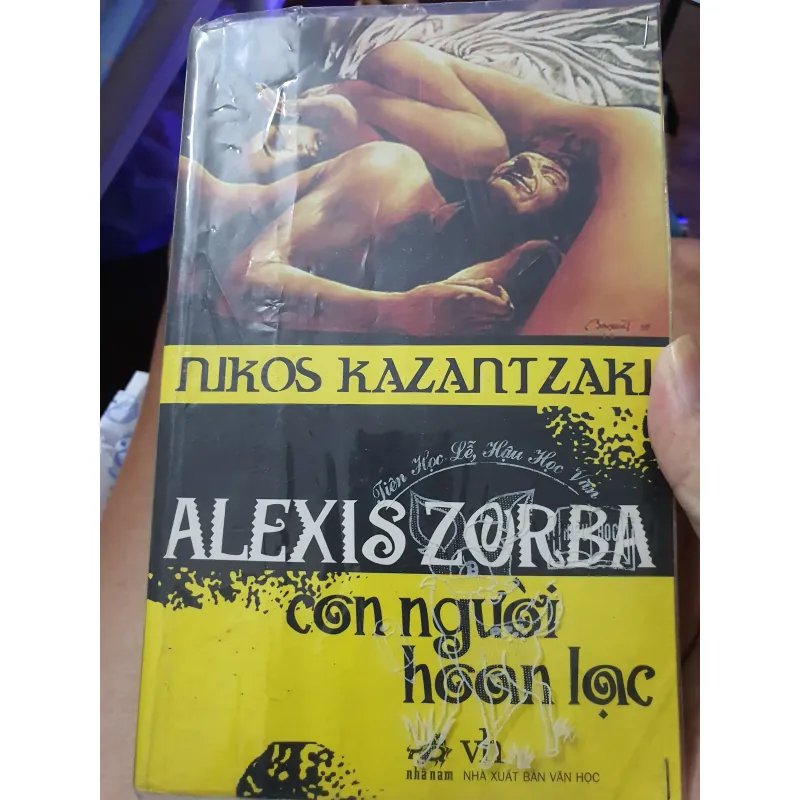 NIKOS KAZANTZAKI
Tiên Học Lễ, Hậu Học Văn
ALEXIS ZORBA
con người
hoan lạc
nhã nam
vh
NHÀ XUẤT BẢN VĂN HỌC